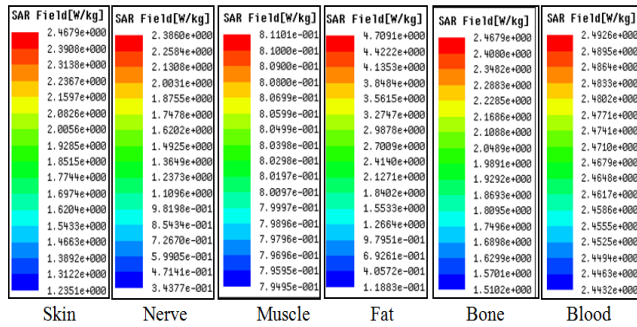 SAR Field[W/kg]
2.4679e+000
2.3908e+000
2.3138e+000
2.2367e+000
2.1597e+000
2.0826e+000
2.0056e+000
1.9285e+000
1.8515e+000
1.7744e+000
1.6974e+000
1.6204e+000
1.5433e+000
1.4663e+000
1.3892e+000
1.3122e+000
1.2351e+000
Skin
SAR Field[W/kg]
2.3860e+000
2.2584e+000
2.1308e+000
2.0031e+000
1.8755e+000
1.7478e+000
1.6202e+000
1.4925e+000
1.3649e+000
1.2373e+000
1.1096e+000
9.8198e-001
8.5434e-001
7.2670e-001
5.9905e-001
4.7141e-001
3.4377e-001
Nerve
SAR Field[W/kg]
8.1101e-001
8.1000e-001
8.0900e-001
8.0800e-001
8.0699e-001
8.0599e-001
8.0499e-001
8.0398e-001
8.0298e-001
8.0197e-001
8.0097e-001
7.9997e-001
7.9896e-001
7.9796e-001
7.9696e-001
7.9595e-001
7.9495e-001
Muscle
SAR Field[W/kg]
4.7091e+000
4.4222e+000
4.1353e+000
3.8484e+000
3.5615e+000
3.2747e+000
2.9878e+000
2.7009e+000
2.4140e+000
2.1271e+000
1.8402e+000
1.5533e+000
1.2664e+000
9.7951e-001
6.9261e-001
4.0572e-001
1.1883e-001
Fat
SAR Field[W/kg]
2.4679e+000
2.4080e+000
2.3482e+000
2.2883e+000
2.2285e+000
2.1686e+000
2.1088e+000
2.0489e+000
1.9891e+000
1.9292e+000
1.8693e+000
1.8095e+000
1.7496e+000
1.6898e+000
1.6299e+000
1.5701e+000
1.5102e+000
Bone
SAR Field[W/kg]
2.4926e+000
2.4895e+000
2.4864e+000
2.4833e+000
2.4802e+000
2.4771e+000
2.4741e+000
2.4710e+000
2.4679e+000
2.4648e+000
2.4617e+000
2.4586e+000
2.4555e+000
2.4525e+000
2.4494e+000
2.4463e+000
2.4432e+000
Blood